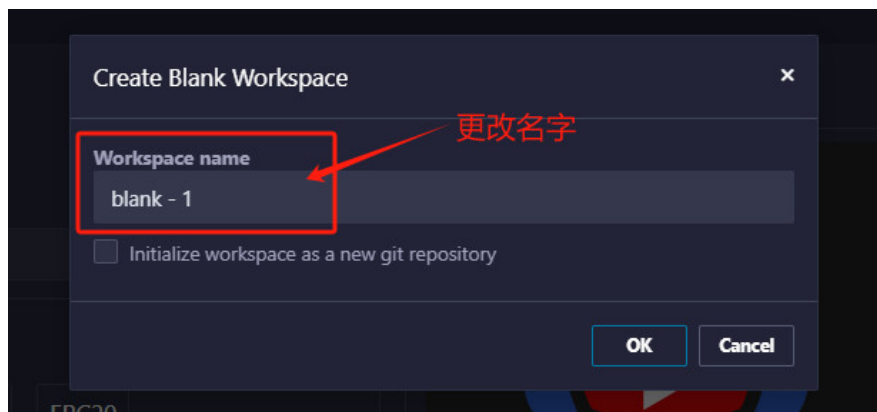 Create Blank Workspace
×
更改名字
Workspace name
blank - 1
Initialize workspace as a new git repository
OK
Cancel
ERC20